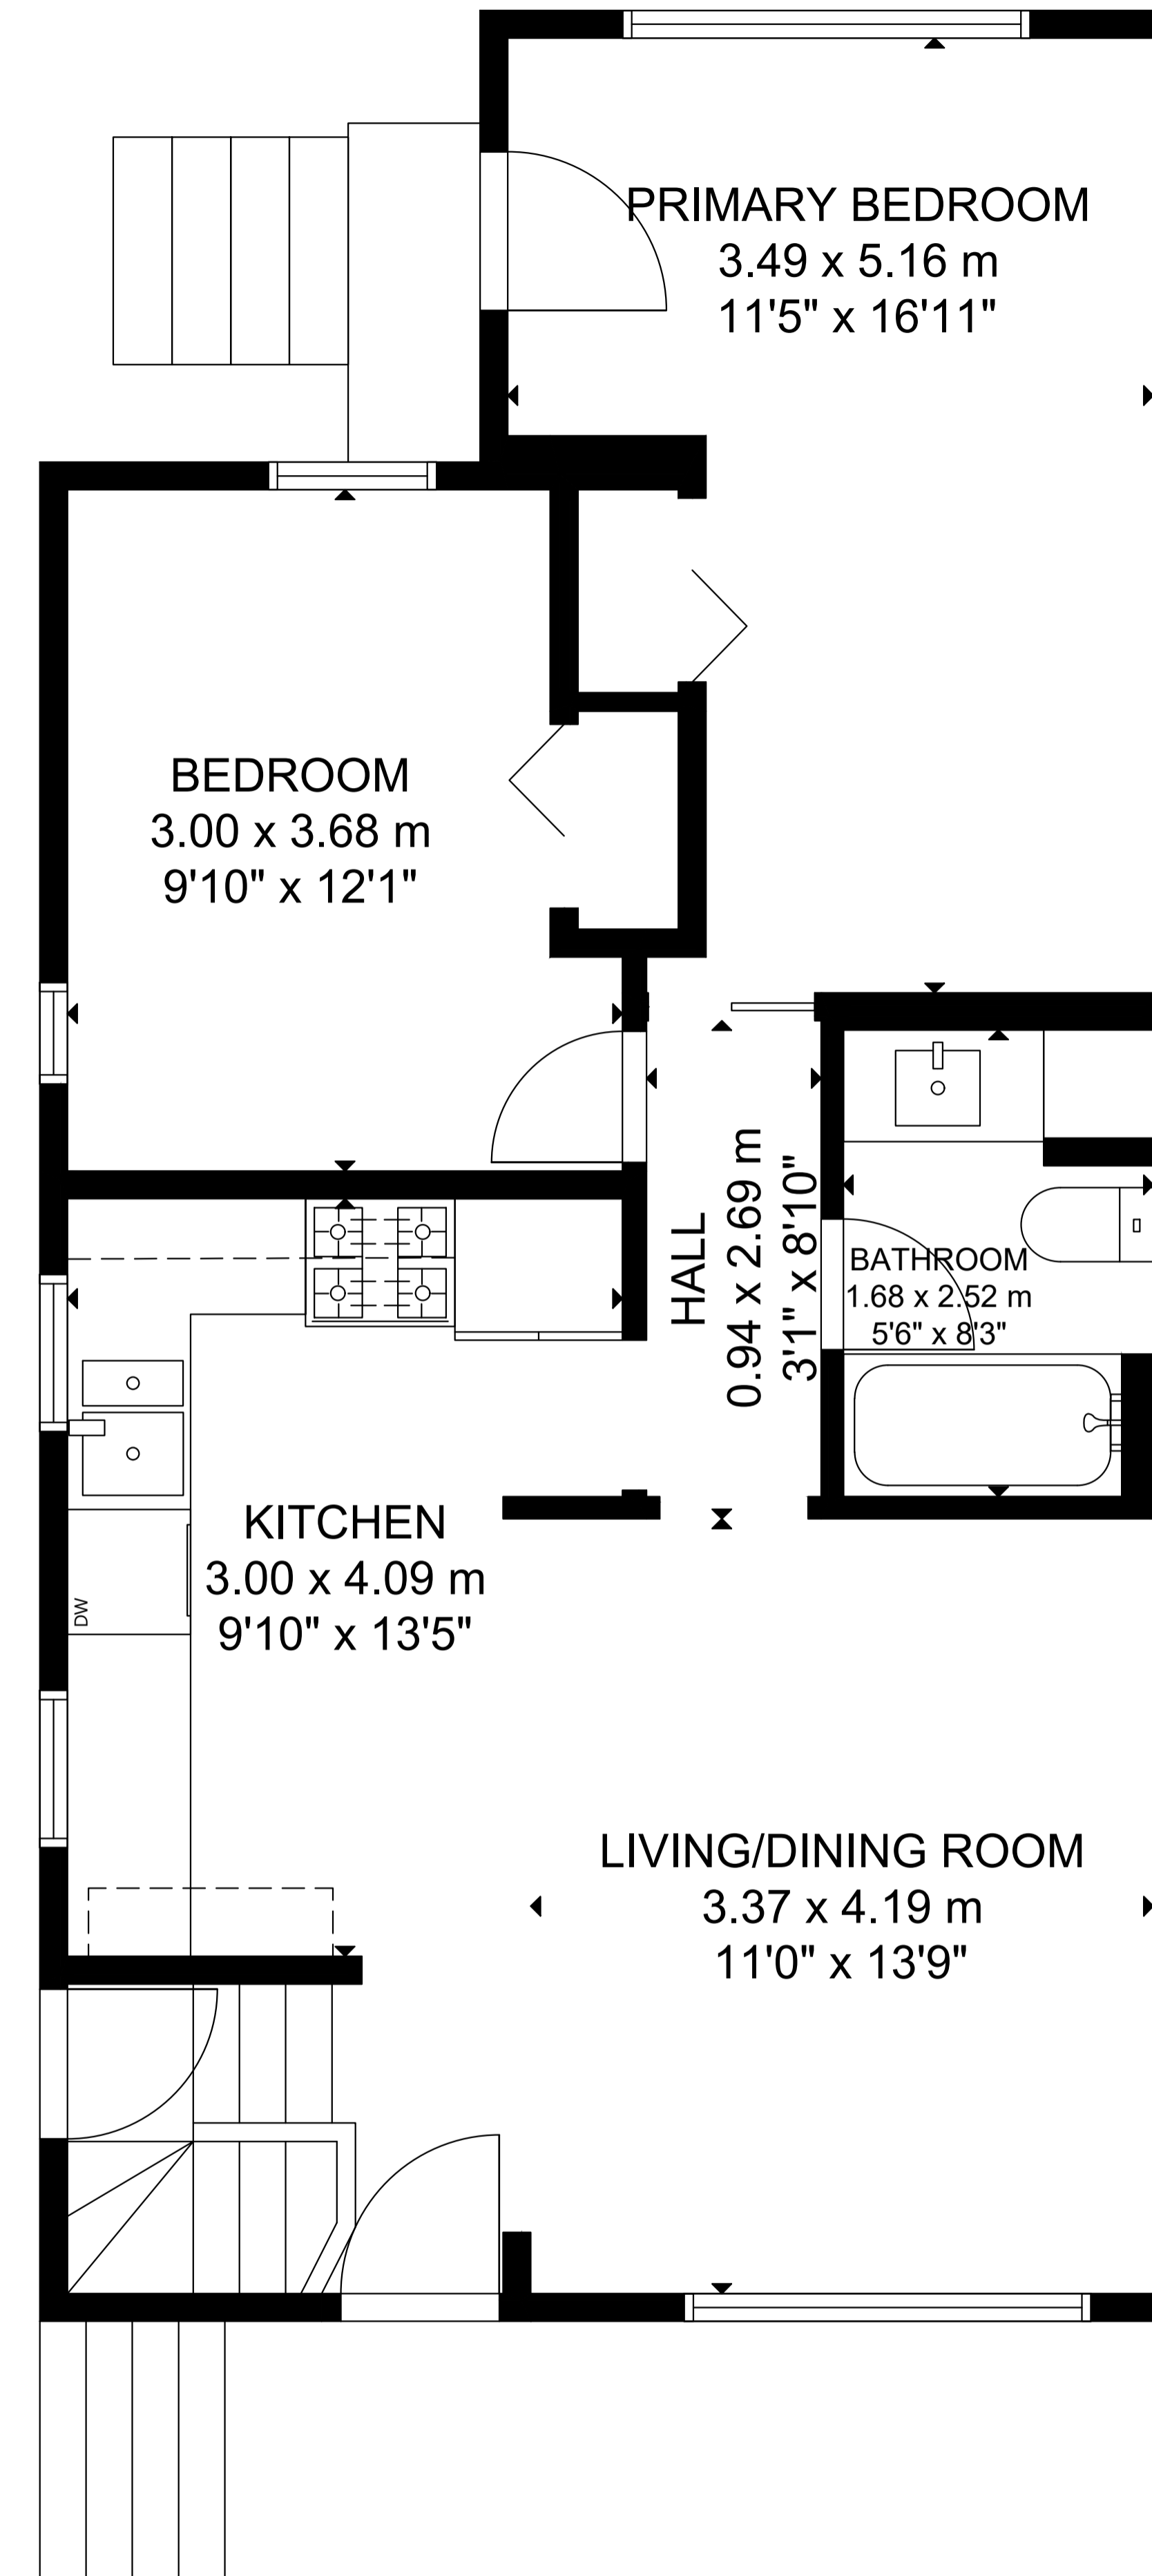 PRIMARY BEDROOM
3.49 x 5.16 m
11'5" x 16'11"
BEDROOM
3.00 x 3.68 m
9'10" x 12'1"
HALL
0.94 x 2.69 m
3'1" x 8'10"
BATHROOM
1.68 x 2.52 m
5'6" x 8'3"
KITCHEN
3.00 x 4.09 m
9'10" x 13'5"
DW
LIVING/DINING ROOM
3.37 x 4.19 m
11'0" x 13'9"